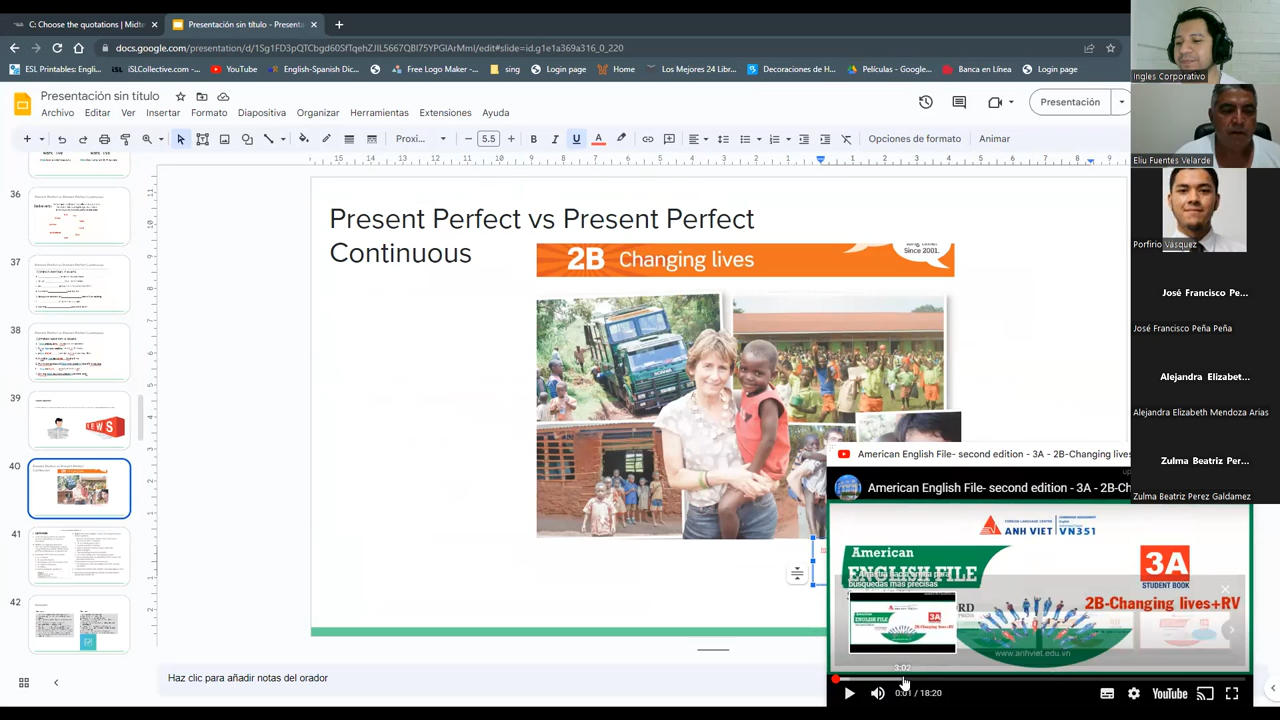 C: Choose the quotations | Midte
Presentación sin título - Present
docs.google.com/presentation/d/1Sg1FD3pQTCbgd60SfTqehZJIL5667QBI75YPGIArMmI/edit#slide=id.g1e1a369a316_0_220
ESL Printables: Engli...
iSLCollective.com -...
YouTube
English-Spanish Dic...
Free Logo Maker -...
sing
Login page
Home
Los Mejores 24 Libr...
Decoraciones de H...
Películas - Google...
Banca en Línea
Login page
Presentación sin título
Archivo Editar Ver Insertar Formato Diapositiva Organizar Herramientas Extensiones Ayuda
Presentación
Proxi...
5.5
Opciones de formato
Animar
36
37
38
39
40
41
42
NEWS
Present Perfect vs Present Perfect
Continuous
2B Changing lives
Since 2001.
SCANIA
Haz clic para añadir notas del orador
American English File- second edition - 3A - 2B-Changing lives
American English File- second edition - 3A - 2B-Ch
ANH VIET
VN351
American
ENGLISH FILE
3A
STUDENT BOOK
2B-Changing lives+RV
www.anhviet.edu.vn
3:02
0:01 / 18:20
YouTube
Ingles Corporativo
Eliu Fuentes Velarde
Porfirio Vasquez
José Francisco Pe...
José Francisco Peña Peña
Alejandra Elizabet...
Alejandra Elizabeth Mendoza Arias
Zulma Beatriz Per...
Zulma Beatriz Perez Galdamez